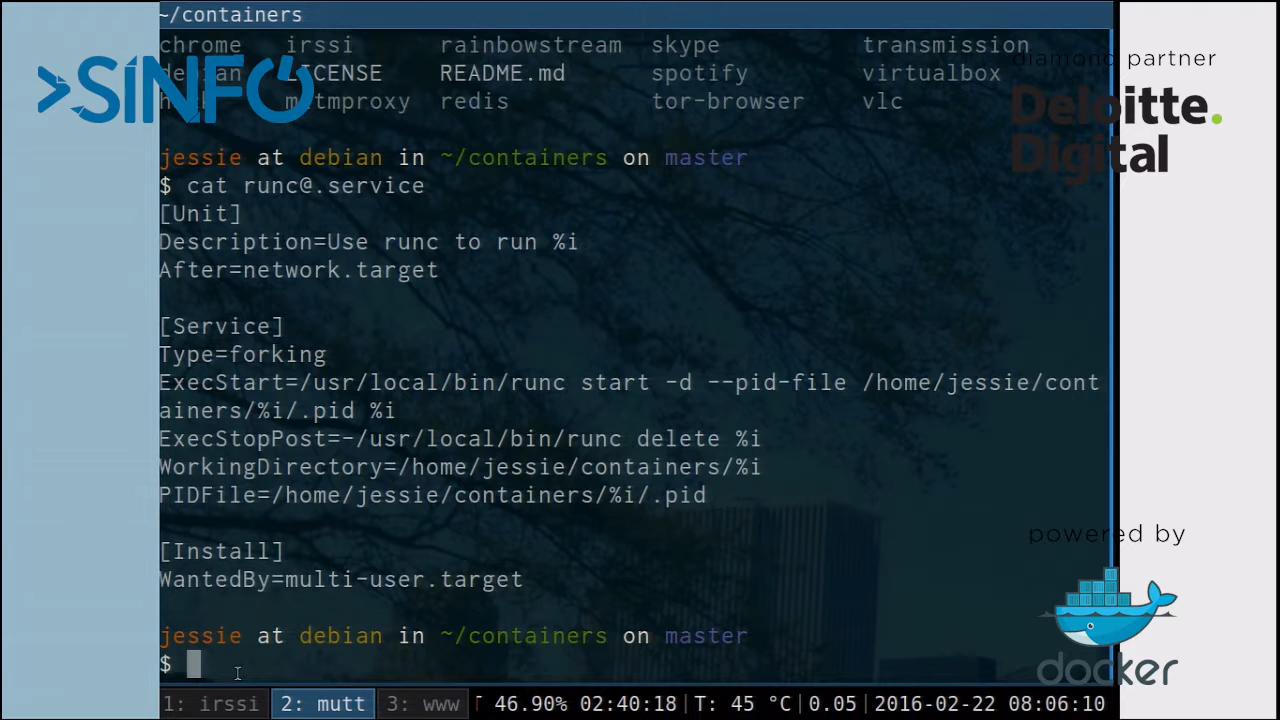 ~/containers
chrome irssi rainbowstream skype transmission
debian LICENSE README.md spotify virtualbox
mitmproxy redis tor-browser vlc
jessie at debian in ~/containers on master
$ cat runc@.service
[Unit]
Description=Use runc to run %i
After=network.target
[Service]
Type=forking
ExecStart=/usr/local/bin/runc start -d --pid-file /home/jessie/cont
ainers/%i/.pid %i
ExecStopPost=-/usr/local/bin/runc delete %i
WorkingDirectory=/home/jessie/containers/%i
PIDFile=/home/jessie/containers/%i/.pid
[Install]
WantedBy=multi-user.target
jessie at debian in ~/containers on master
$
1: irssi 2: mutt 3: www 46.90% 02:40:18 T: 45 °C 0.05 2016-02-22 08:06:10
>SINFO
diamond partner
Deloitte.
Digital
powered by
docker